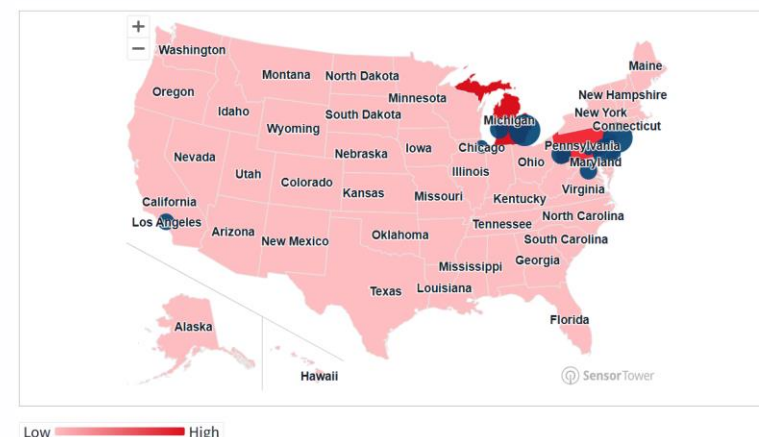 +
−
Washington
Maine
Montana
North Dakota
Oregon
Minnesota
New Hampshire
Idaho
South Dakota
New York
Wyoming
Michigan
Connecticut
Nevada
Nebraska
Iowa
Chicago
Pennsylvania
Utah
Illinois
Ohio
Maryland
Colorado
Kansas
Missouri
Kentucky
Virginia
California
Los Angeles
Arizona
New Mexico
Oklahoma
Tennessee
North Carolina
South Carolina
Mississippi
Georgia
Texas
Louisiana
Alaska
Florida
Hawaii
SensorTower
Low High